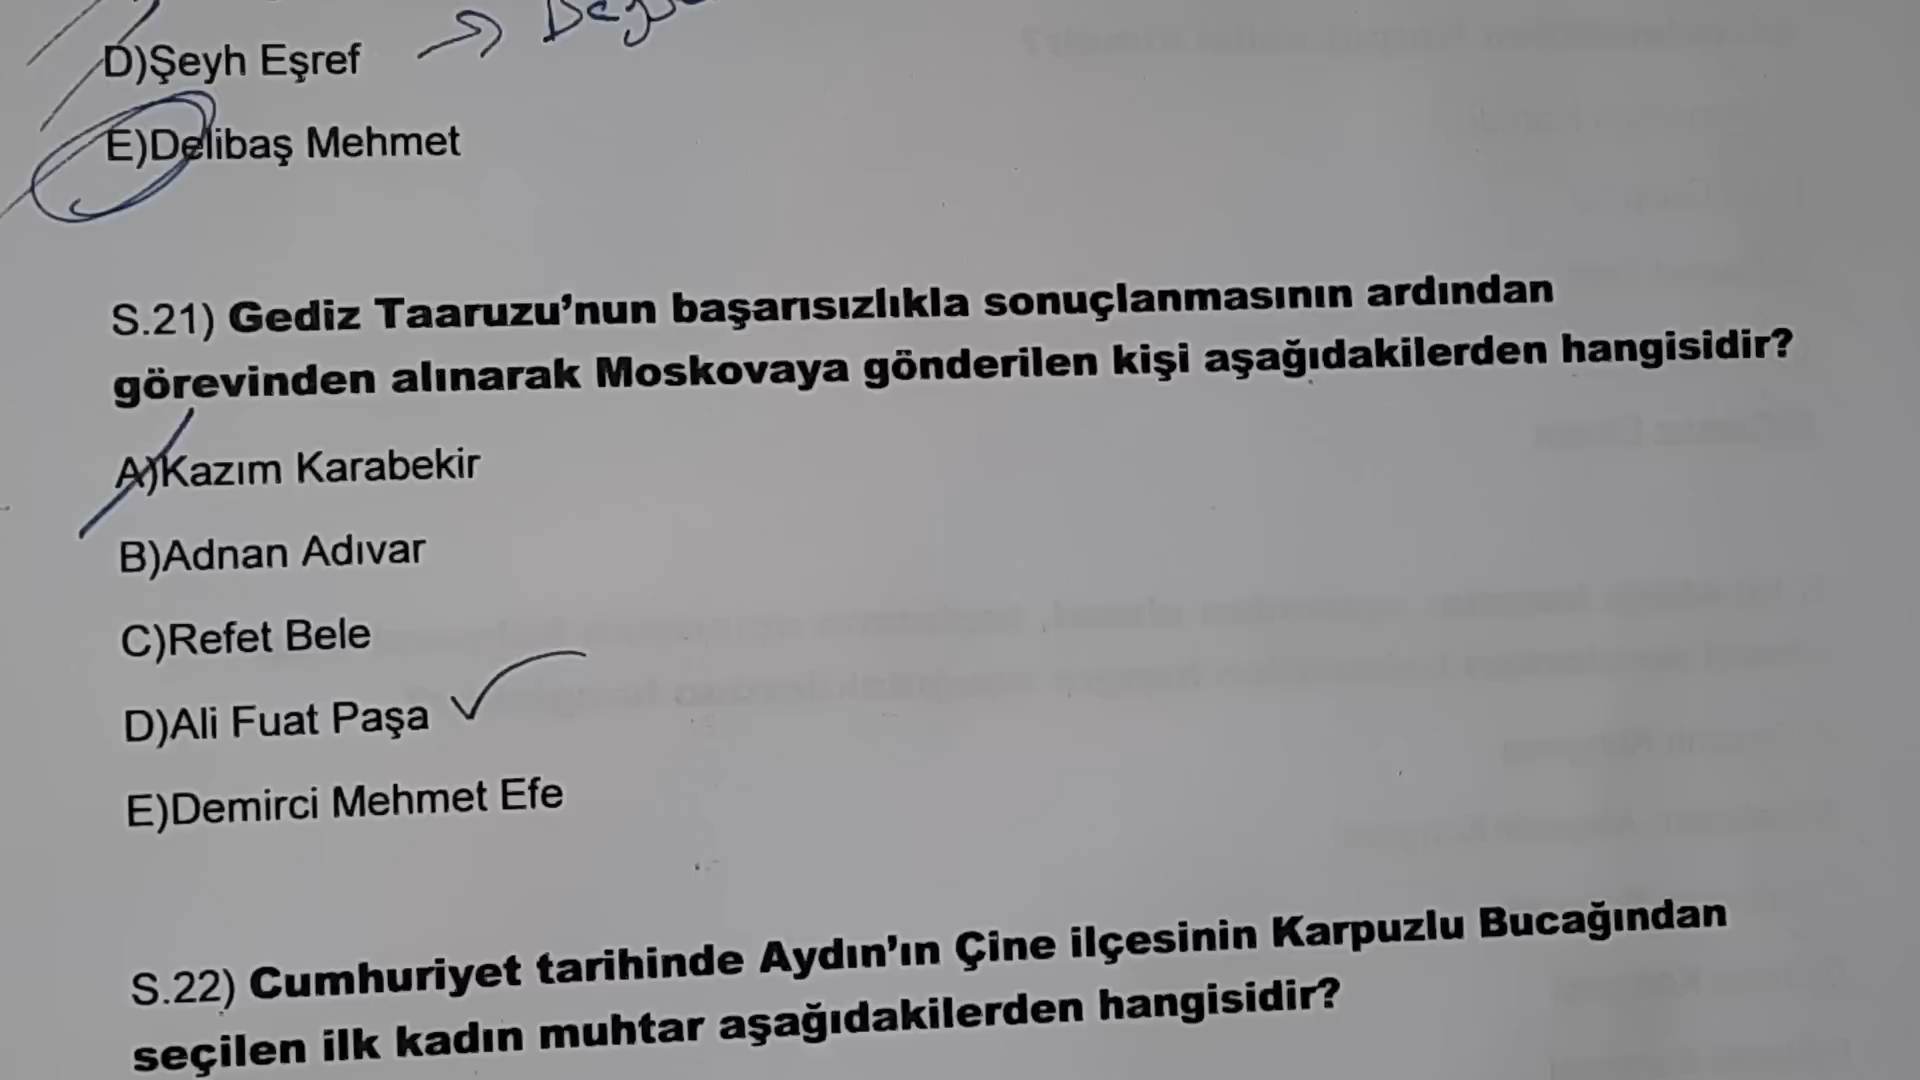 D)Şeyh Eşref
E)Delibaş Mehmet
S.21) Gediz Taaruzu’nun başarısızlıkla sonuçlanmasının ardından
görevinden alınarak Moskovaya gönderilen kişi aşağıdakilerden hangisidir?
A)Kazım Karabekir
B)Adnan Adıvar
C)Refet Bele
D)Ali Fuat Paşa
E)Demirci Mehmet Efe
S.22) Cumhuriyet tarihinde Aydın’ın Çine ilçesinin Karpuzlu Bucağından
seçilen ilk kadın muhtar aşağıdakilerden hangisidir?